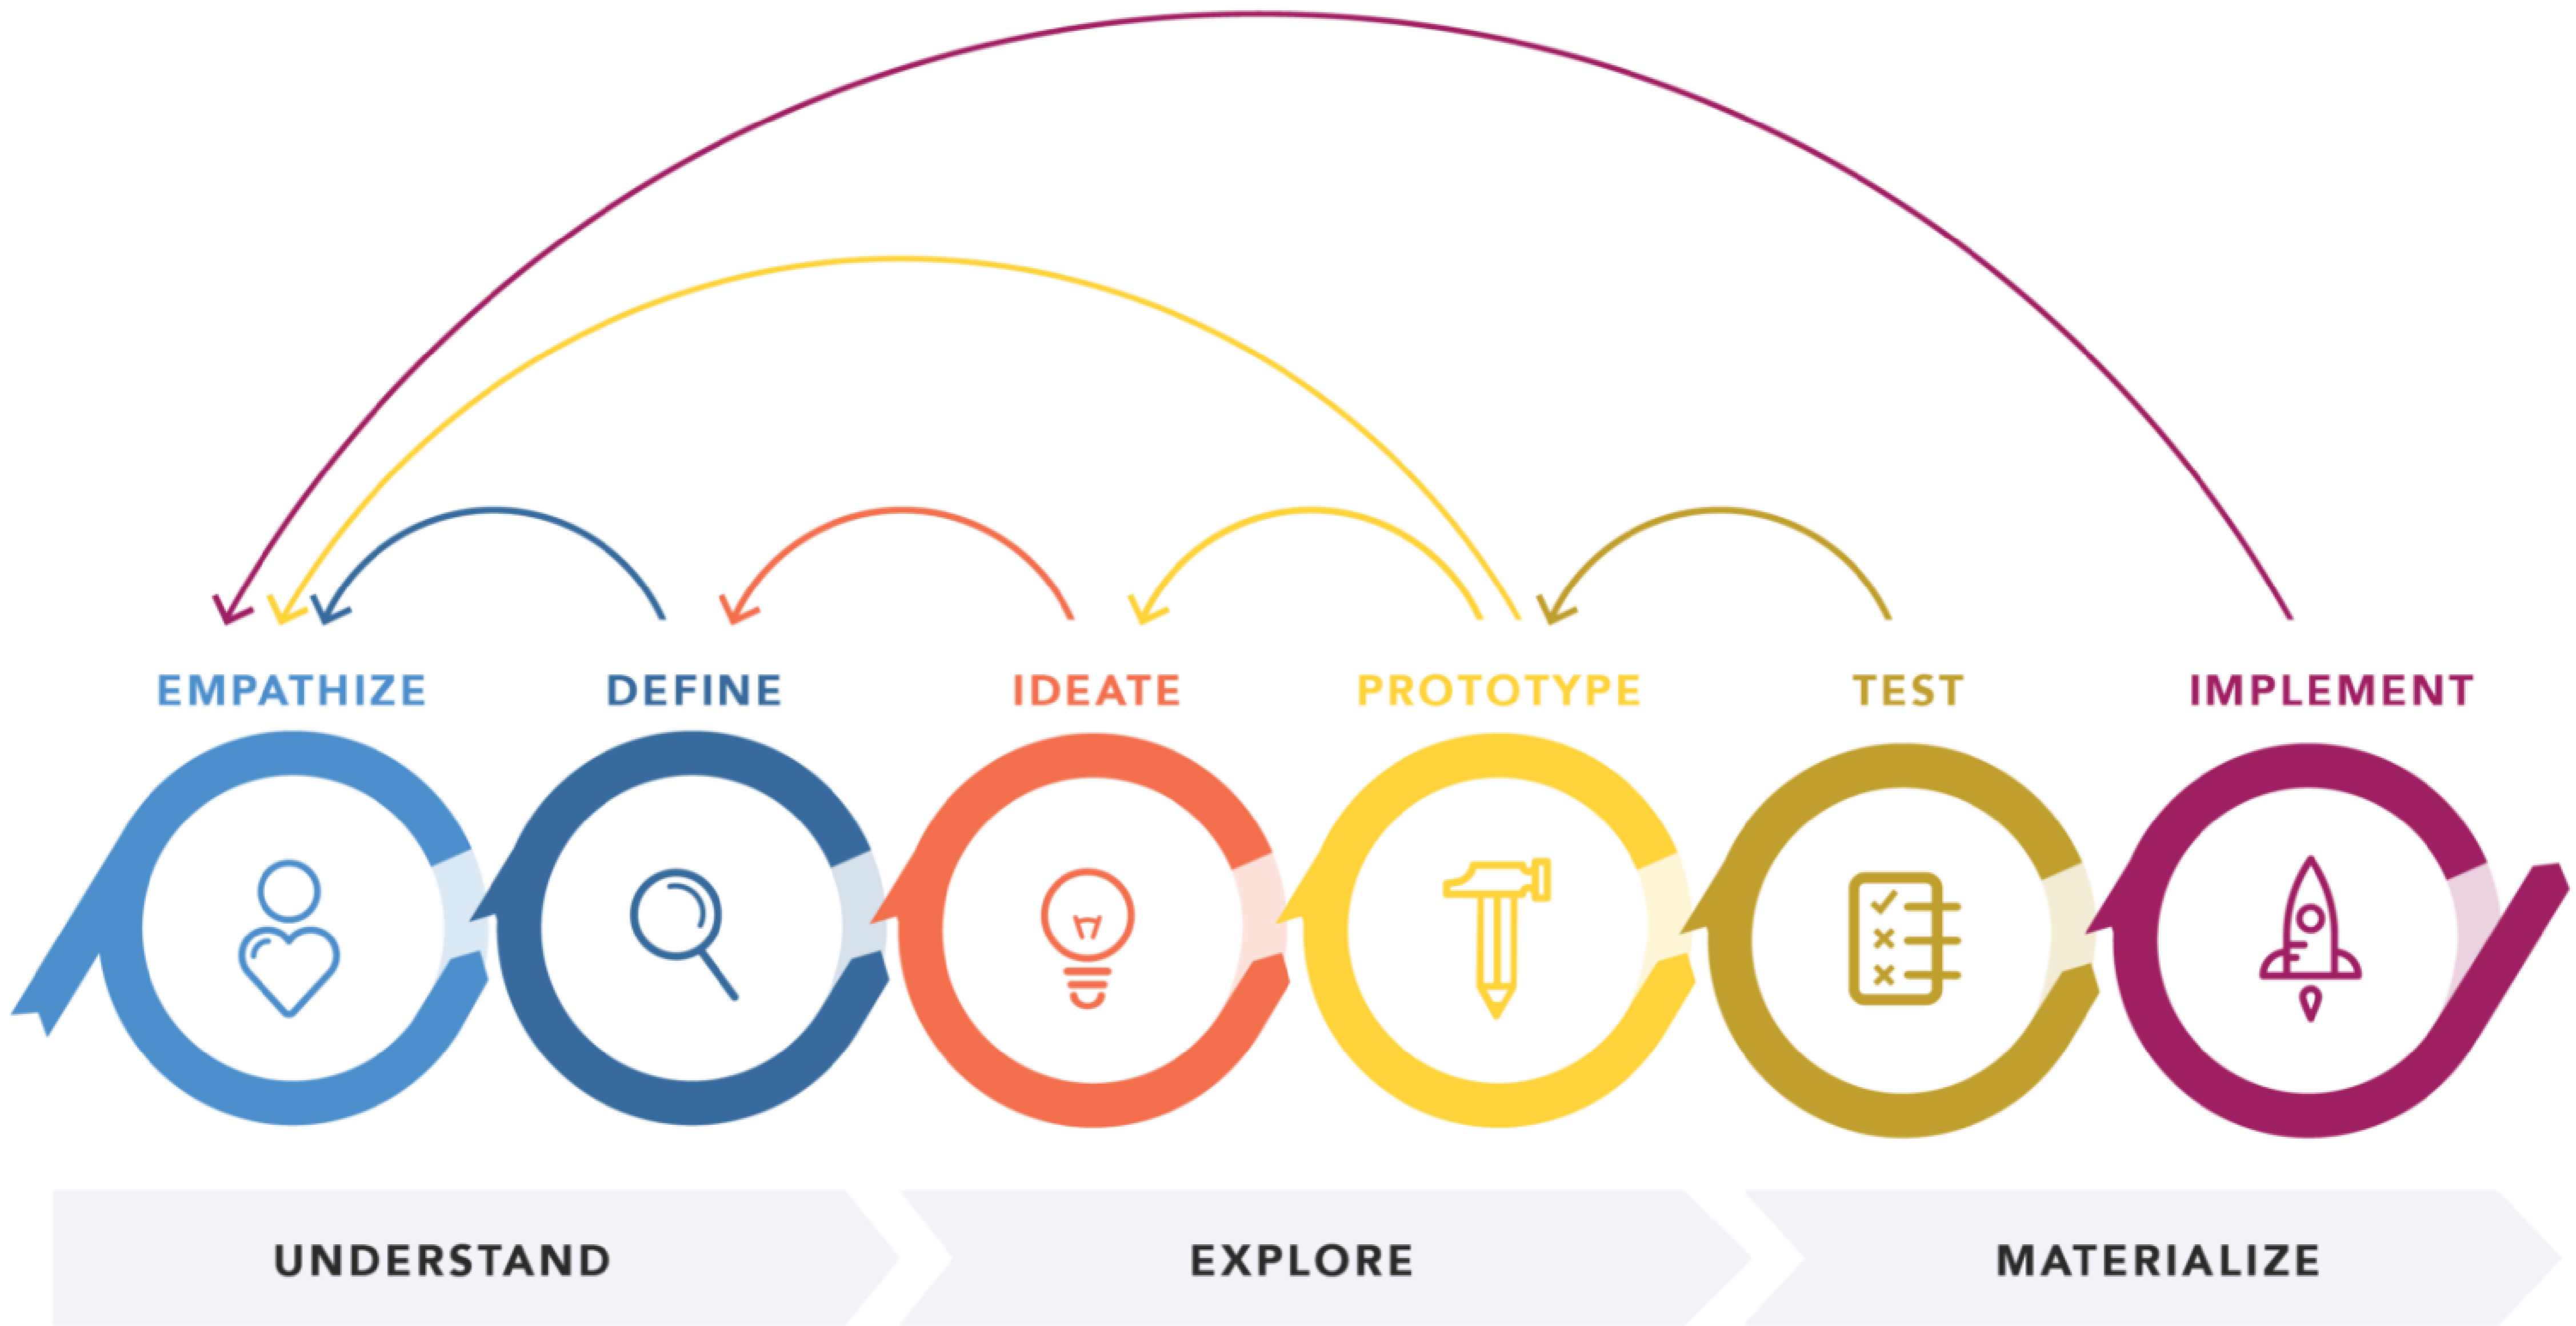 EMPATHIZE
DEFINE
IDEATE
PROTOTYPE
TEST
IMPLEMENT
UNDERSTAND
EXPLORE
MATERIALIZE